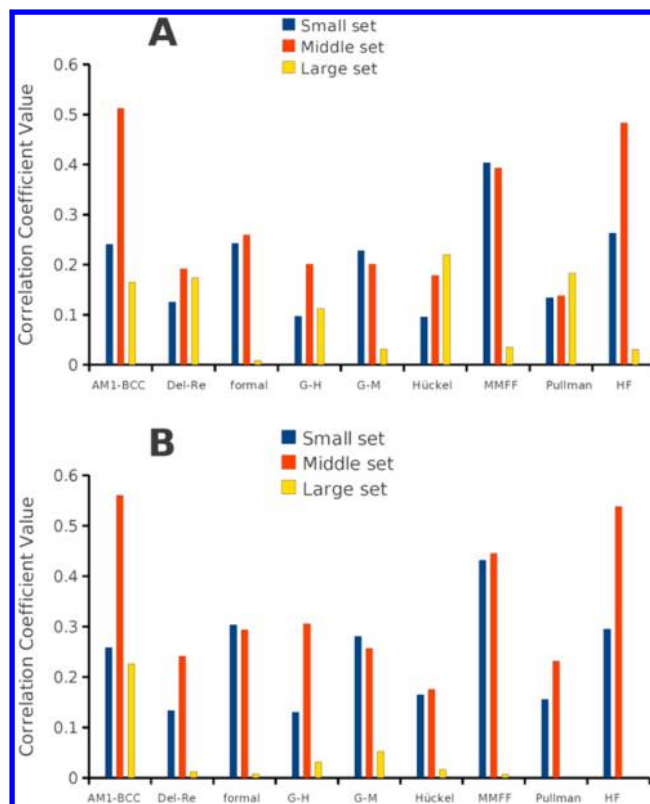 A
Small set
Middle set
Large set
Correlation Coefficient Value
0.6
0.5
0.4
0.3
0.2
0.1
0
AM1-BCC Del-Re formal G-H G-M Hückel MMFF Pullman HF
B
Small set
Middle set
Large set
Correlation Coefficient Value
0.6
0.5
0.4
0.3
0.2
0.1
0
AM1-BCC Del-Re formal G-H G-M Hückel MMFF Pullman HF